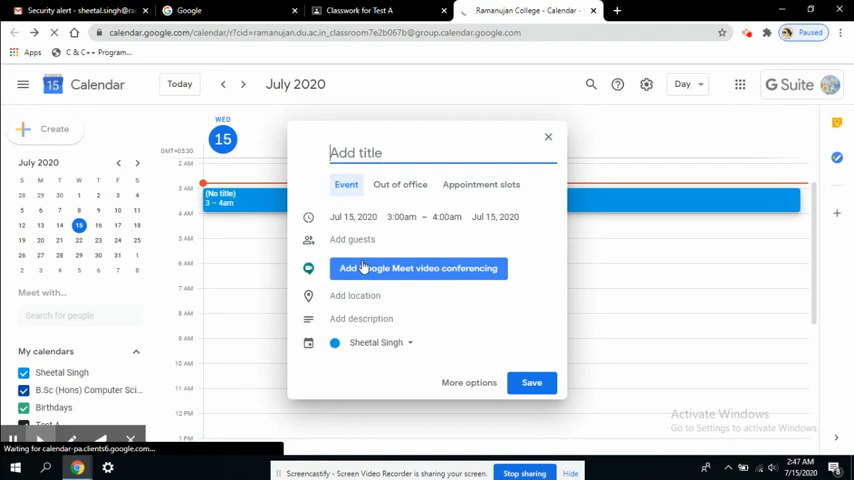 Security alert - sheetal.singh@ra
Google
Classwork for Test A
Ramanujan College - Calendar -
calendar.google.com/calendar/r?cid=ramanujan.du.ac.in_classroom7e2b067b@group.calendar.google.com
Paused
Apps
C & C++ Program...
15
Calendar
Today
July 2020
Day
G Suite
Create
WED
15
GMT+05:30
2 AM
3 AM
4 AM
5 AM
6 AM
7 AM
8 AM
9 AM
10 AM
11 AM
12 PM
1 PM
(No title)
3 – 4am
July 2020
S M T W T F S
28 29 30 1 2 3 4
5 6 7 8 9 10 11
12 13 14 15 16 17 18
19 20 21 22 23 24 25
26 27 28 29 30 31 1
2 3 4 5 6 7 8
Meet with...
Search for people
My calendars
Sheetal Singh
B.Sc (Hons) Computer Sci...
Birthdays
Test A
Add title
Event Out of office Appointment slots
Jul 15, 2020 3:00am – 4:00am Jul 15, 2020
Add guests
Add Google Meet video conferencing
Add location
Add description
Sheetal Singh
More options Save
Activate Windows
Go to Settings to activate Windows.
Waiting for calendar-pa.clients6.google.com...
Screencastify - Screen Video Recorder is sharing your screen.
Stop sharing
Hide
2:47 AM
7/15/2020